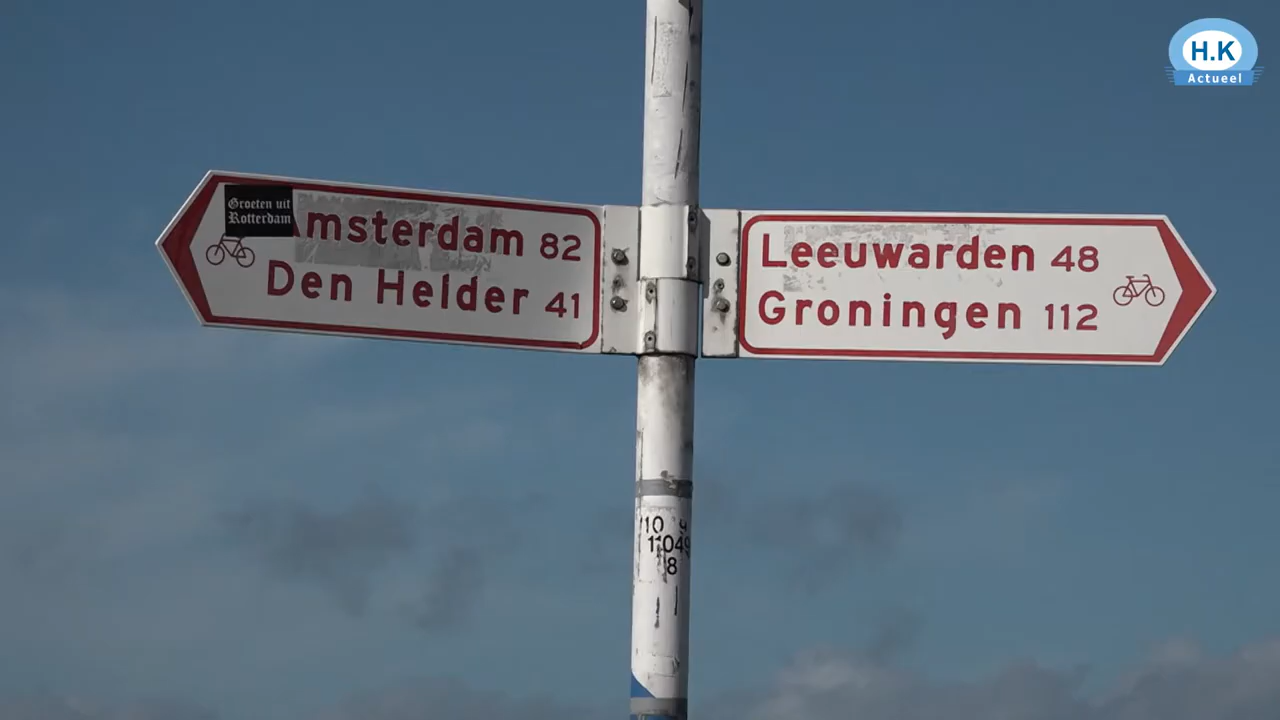 H.K
Actueel
Groeten uit
Rotterdam
msterdam 82
Den Helder 41
Leeuwarden 48
Groningen 112
10
11049
8